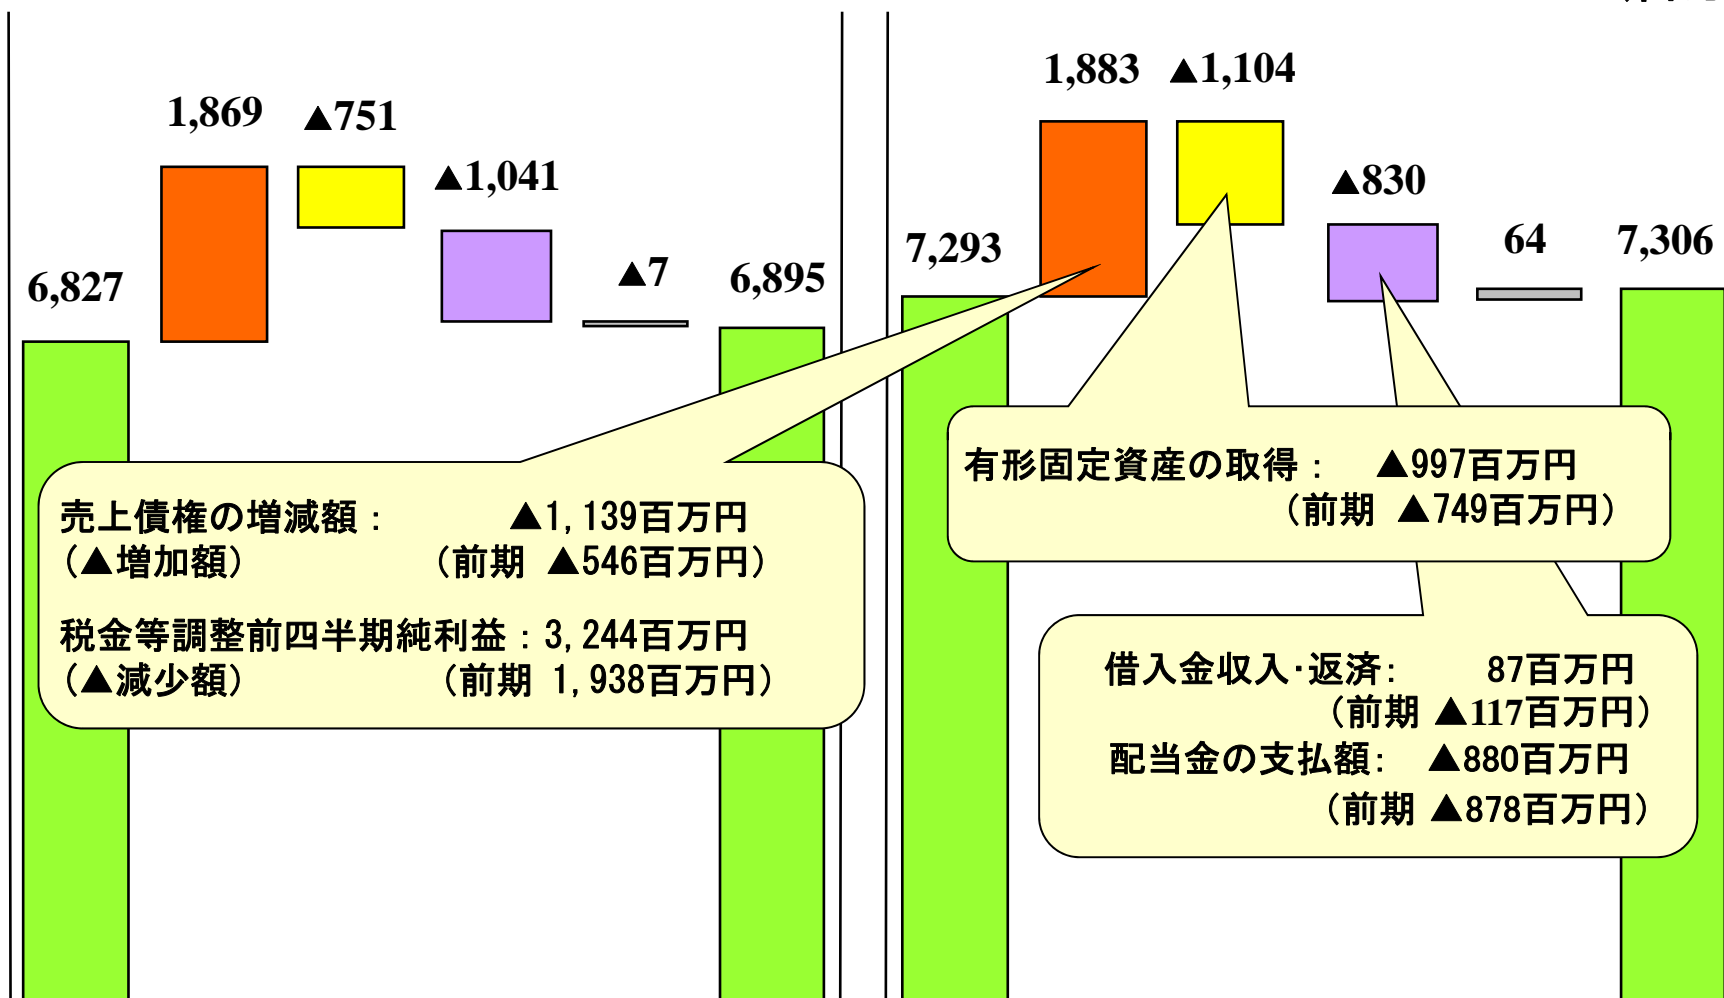 6,827
1,869
▲751
▲1,041
▲7
6,895
7,293
1,883
▲1,104
▲830
64
7,306
売上債権の増減額： ▲1,139百万円
(▲増加額) (前期 ▲546百万円)
税金等調整前四半期純利益：3,244百万円
(▲減少額) (前期 1,938百万円)
有形固定資産の取得： ▲997百万円
(前期 ▲749百万円)
借入金収入･返済： 87百万円
(前期 ▲117百万円)
配当金の支払額： ▲880百万円
(前期 ▲878百万円)